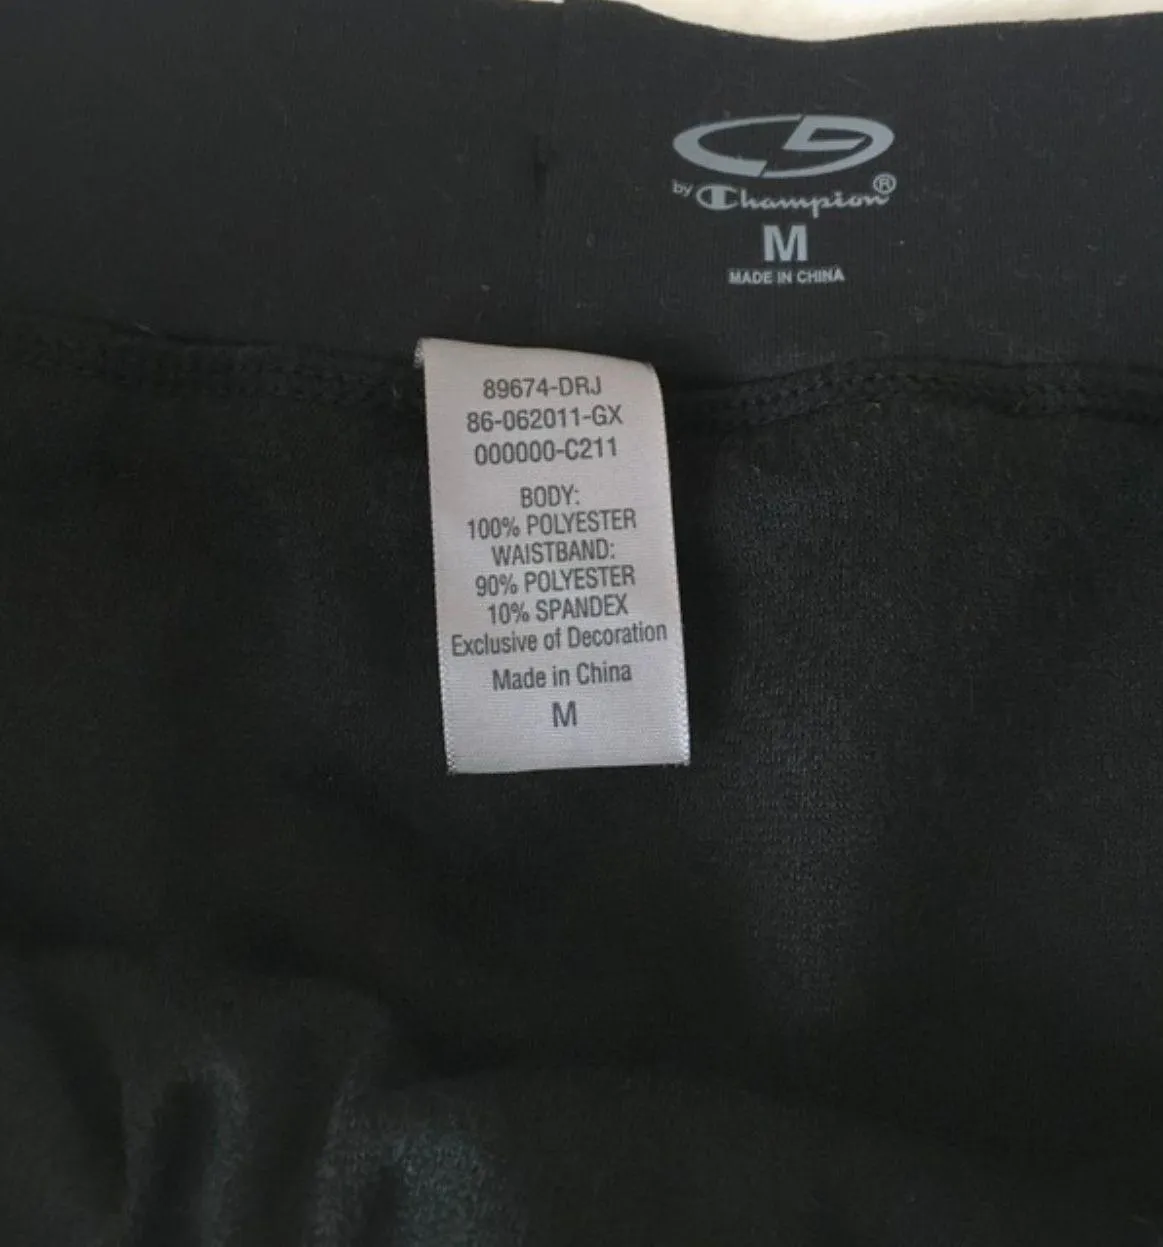 C9
by Champion®
M
MADE IN CHINA
89674-DRJ
86-062011-GX
000000-C211
BODY:
100% POLYESTER
WAISTBAND:
90% POLYESTER
10% SPANDEX
Exclusive of Decoration
Made in China
M